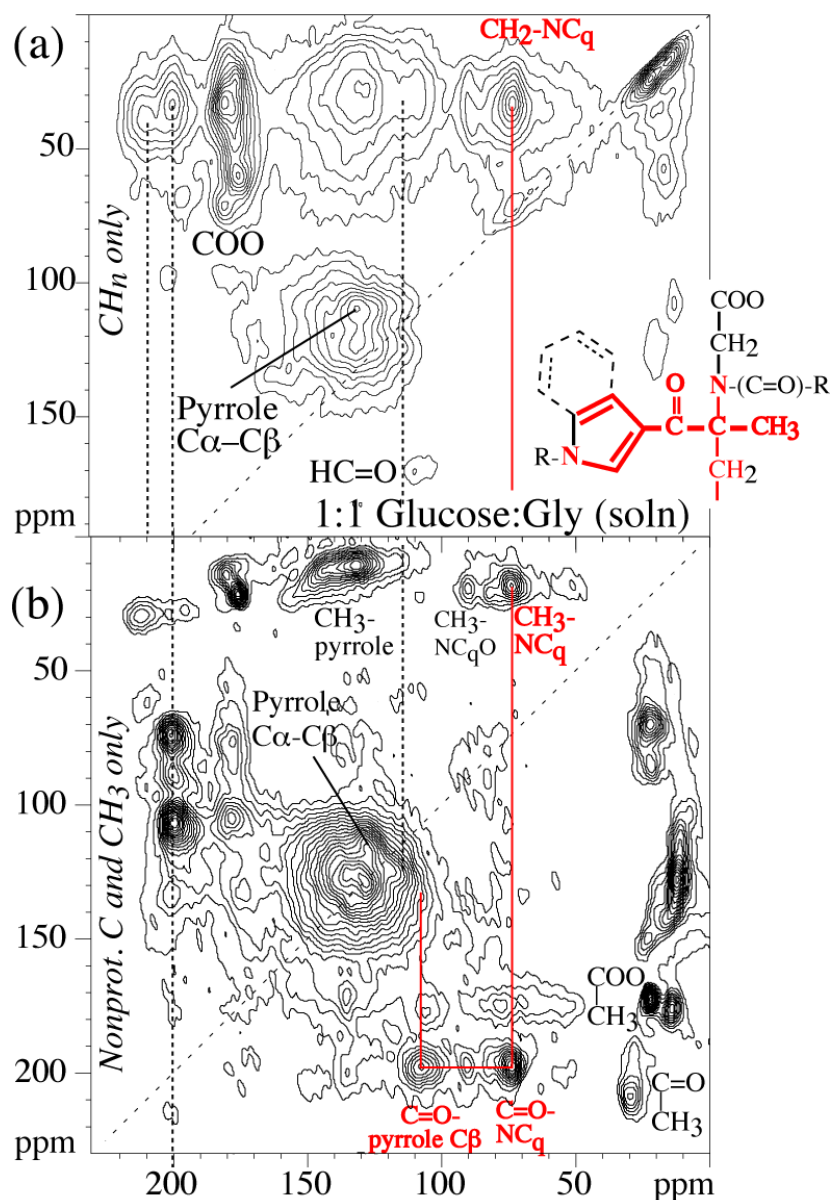 (a)
CH2-NCq
50
COO
CHn only
100
COO
CH2
Pyrrole
Cα–Cβ
150
O
N-(C=O)-R
C
C
CH3
HC=O
R-N
CH2
ppm
1:1 Glucose:Gly (soln)
(b)
CH3-
pyrrole
CH3-
NCqO
CH3-
NCq
50
Pyrrole
Cα-Cβ
100
Nonprot. C and CH3 only
150
COO
CH3
200
C=O
CH3
C=O-
pyrrole Cβ
C=O-
NCq
ppm
200
150
100
50
ppm